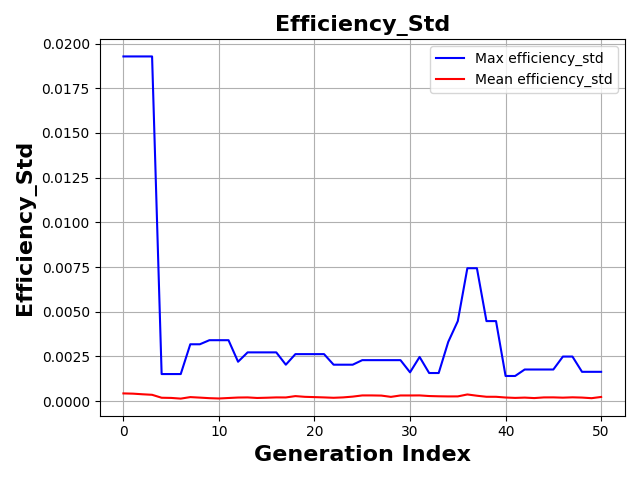 Efficiency_Std
Max efficiency_std
Mean efficiency_std
Efficiency_Std
0.0200
0.0175
0.0150
0.0125
0.0100
0.0075
0.0050
0.0025
0.0000
0 10 20 30 40 50
Generation Index